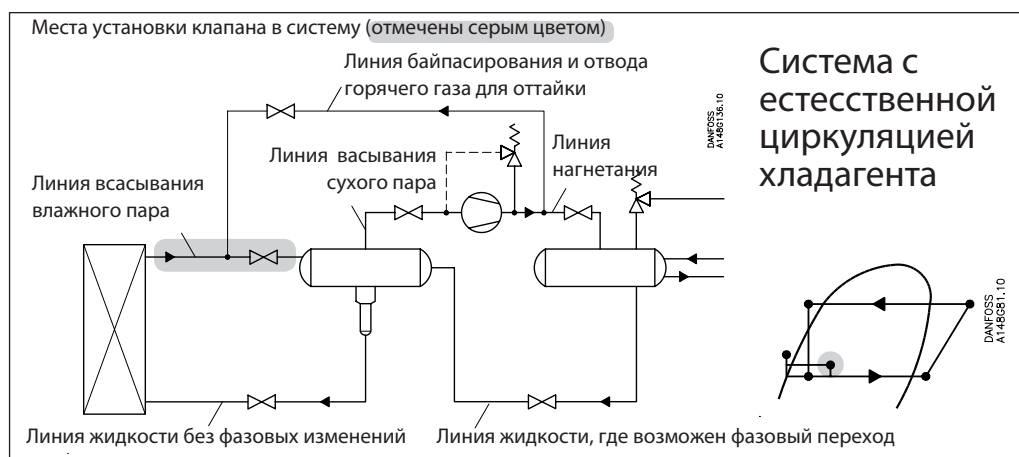 Места установки клапана в систему (отмечены серым цветом)
Линия байпасирования и отвода
горячего газа для оттайки
Система с
естесственной
циркуляцией
хладагента
DANFOSS
A148G136.10
Линия васывания
сухого пара
Линия
нагнетания
Линия всасывания
влажного пара
DANFOSS
A148G81.10
Линия жидкости без фазовых изменений
Линия жидкости, где возможен фазовый переход